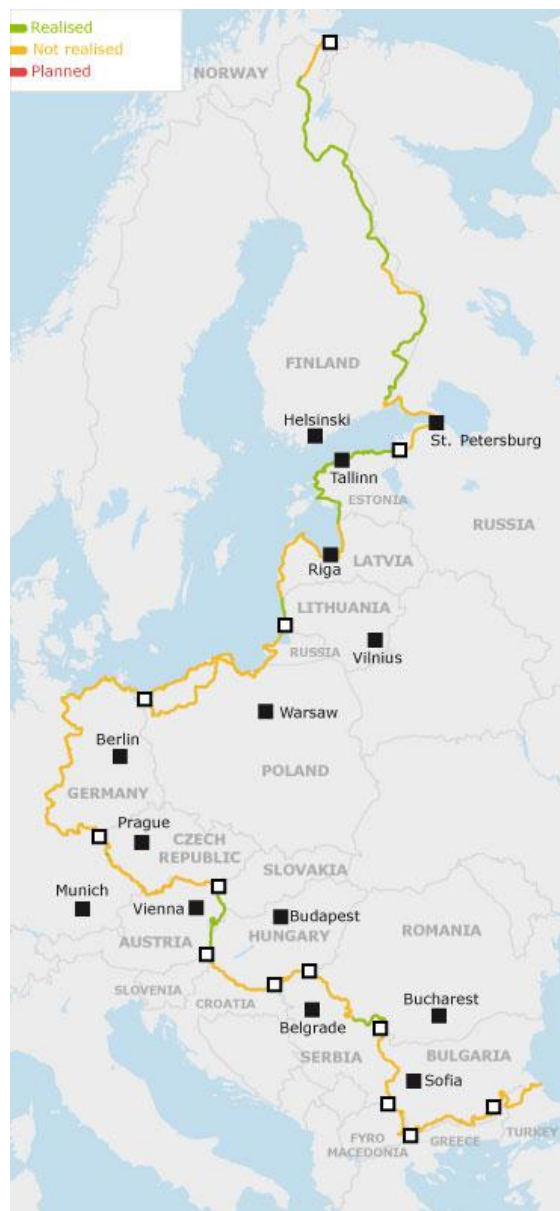 Realised
Not realised
Planned
NORWAY
FINLAND
Helsinski
St. Petersburg
Tallinn
ESTONIA
RUSSIA
Riga
LATVIA
LITHUANIA
RUSSIA
Vilnius
Warsaw
Berlin
POLAND
GERMANY
Prague
CZECH
REPUBLIC
SLOVAKIA
Munich
Vienna
Budapest
AUSTRIA
HUNGARY
ROMANIA
SLOVENIA
CROATIA
Belgrade
Bucharest
SERBIA
BULGARIA
Sofia
FYRO
MACEDONIA
GREECE
TURKEY